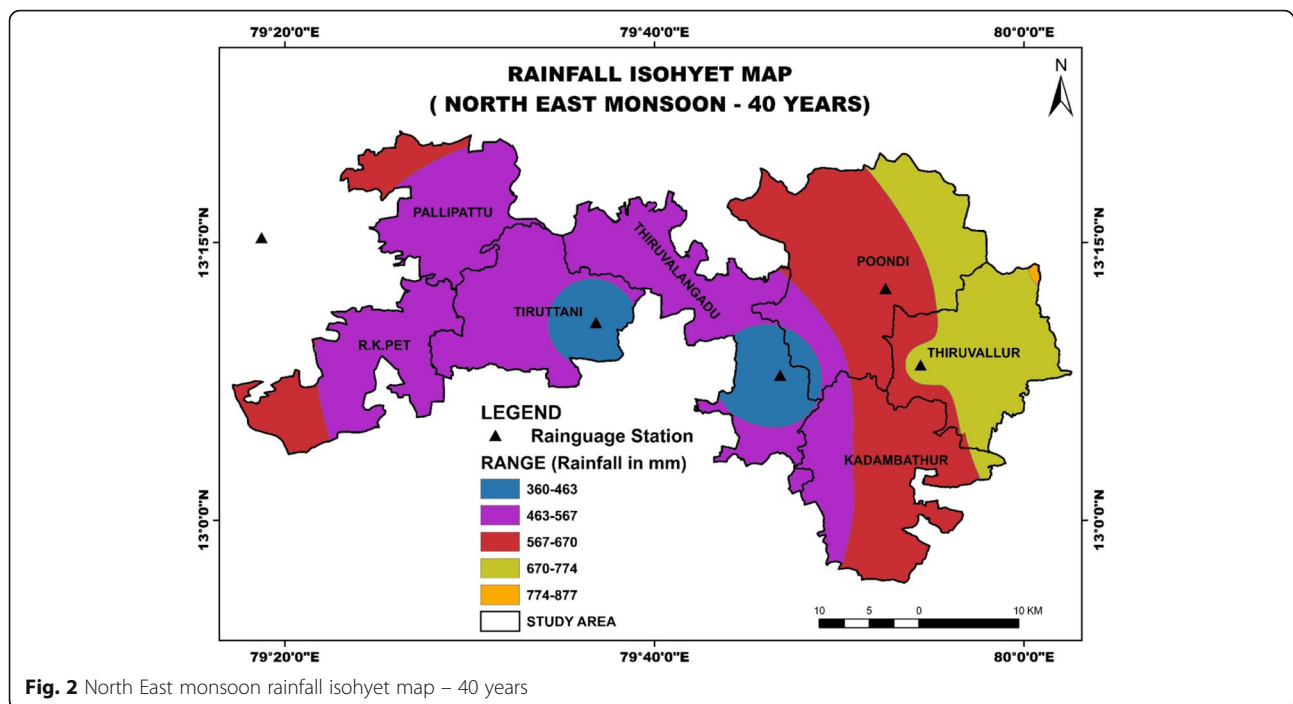 79°20'0"E 79°40'0"E 80°0'0"E
RAINFALL ISOHYET MAP
( NORTH EAST MONSOON - 40 YEARS)
N
13°15'0"N
13°15'0"N
PALLIPATTU
THIRUVALANGADU
POONDI
TIRUTTANI
R.K.PET
THIRUVALLUR
KADAMBATHUR
LEGEND
Rainguage Station
RANGE (Rainfall in mm)
360-463
463-567
567-670
670-774
774-877
STUDY AREA
13°0'0"N
13°0'0"N
10 5 0 10 KM
79°20'0"E 79°40'0"E 80°0'0"E
Fig. 2 North East monsoon rainfall isohyet map – 40 years